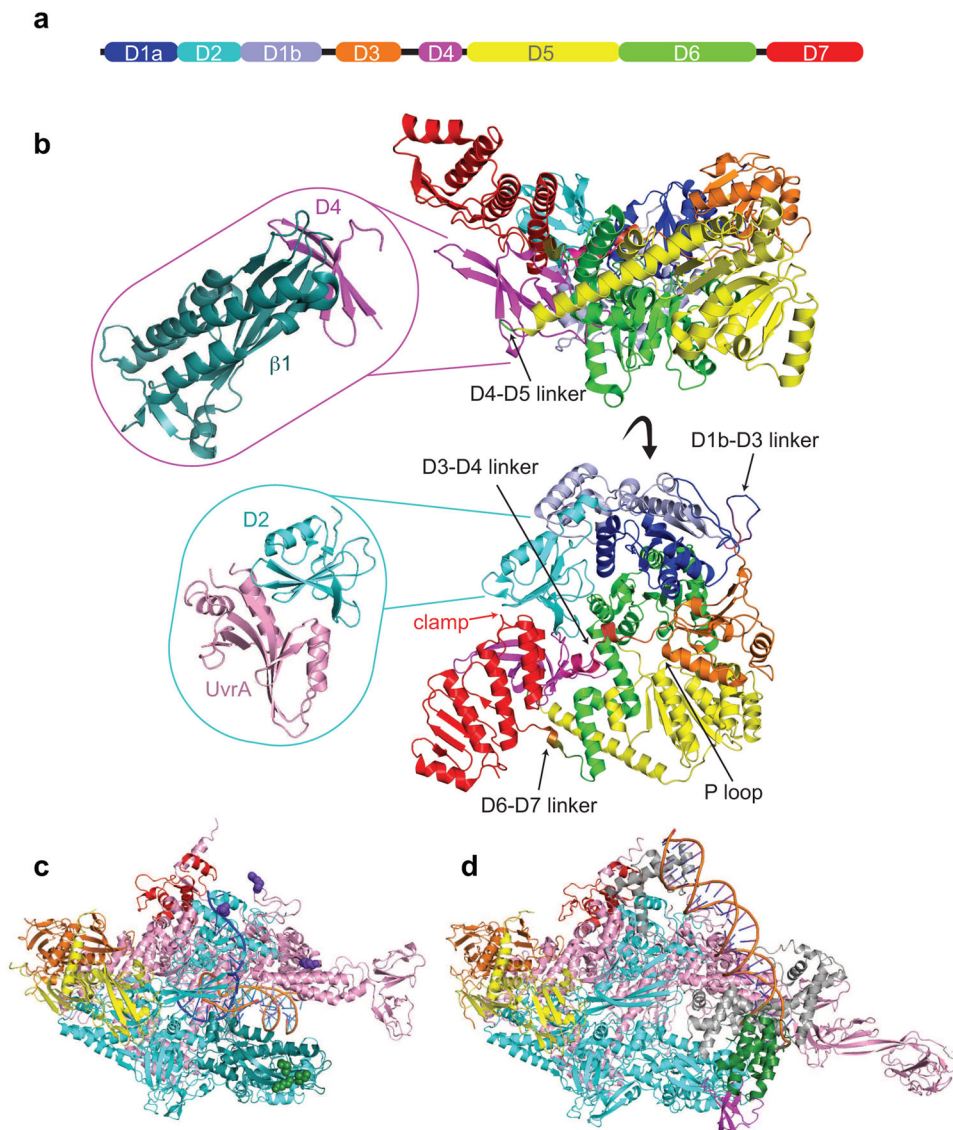 a
D1a D2 D1b D3 D4 D5 D6 D7
b
D4
β1
D4-D5 linker
D3-D4 linker
D1b-D3 linker
D2
clamp
UvrA
D6-D7 linker
P loop
c
d